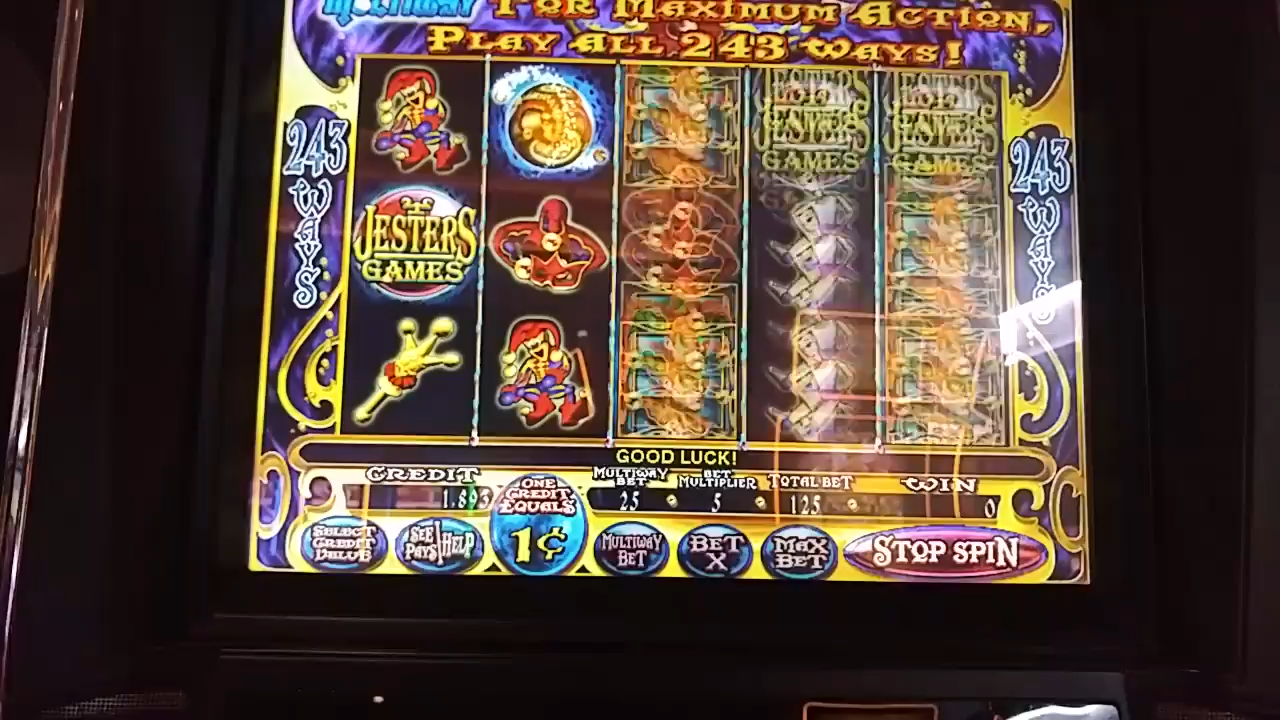 MULTIWAY FOR MAXIMUM ACTION,
PLAY ALL 243 WAYS!
243 WAYS
243 WAYS
JESTERS
GAMES
JESTERS
GAMES
JESTERS
GAMES
GOOD LUCK!
CREDIT
1,893
ONE
CREDIT
EQUALS
1¢
MULTIWAY
BET
25
BET
MULTIPLIER
5
TOTAL BET
125
WIN
0
SELECT
CREDIT
VALUE
SEE
PAYS
HELP
MULTIWAY
BET
BET
X
MAX
BET
STOP SPIN